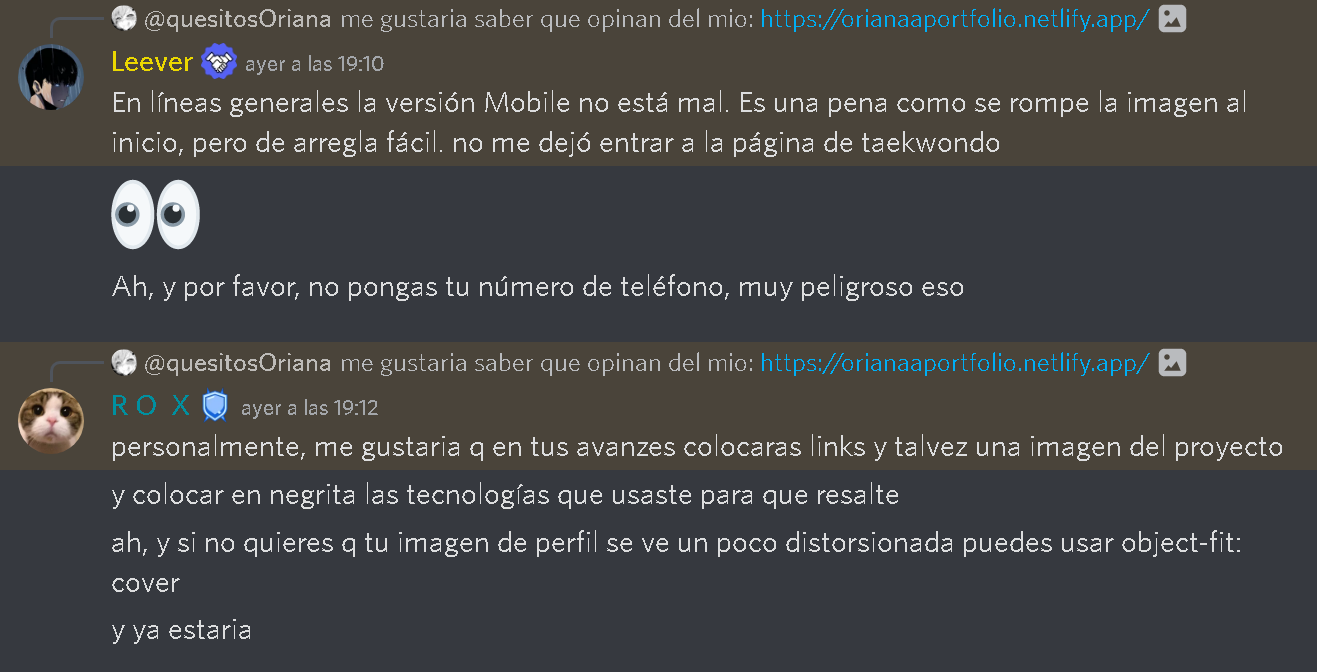 @quesitosOriana me gustaria saber que opinan del mio: https://orianaaportfolio.netlify.app/
Leever ayer a las 19:10
En líneas generales la versión Mobile no está mal. Es una pena como se rompe la imagen al
inicio, pero de arregla fácil. no me dejó entrar a la página de taekwondo
Ah, y por favor, no pongas tu número de teléfono, muy peligroso eso
@quesitosOriana me gustaria saber que opinan del mio: https://orianaaportfolio.netlify.app/
R O X ayer a las 19:12
personalmente, me gustaria q en tus avanzes colocaras links y talvez una imagen del proyecto
y colocar en negrita las tecnologías que usaste para que resalte
ah, y si no quieres q tu imagen de perfil se ve un poco distorsionada puedes usar object-fit:
cover
y ya estaria